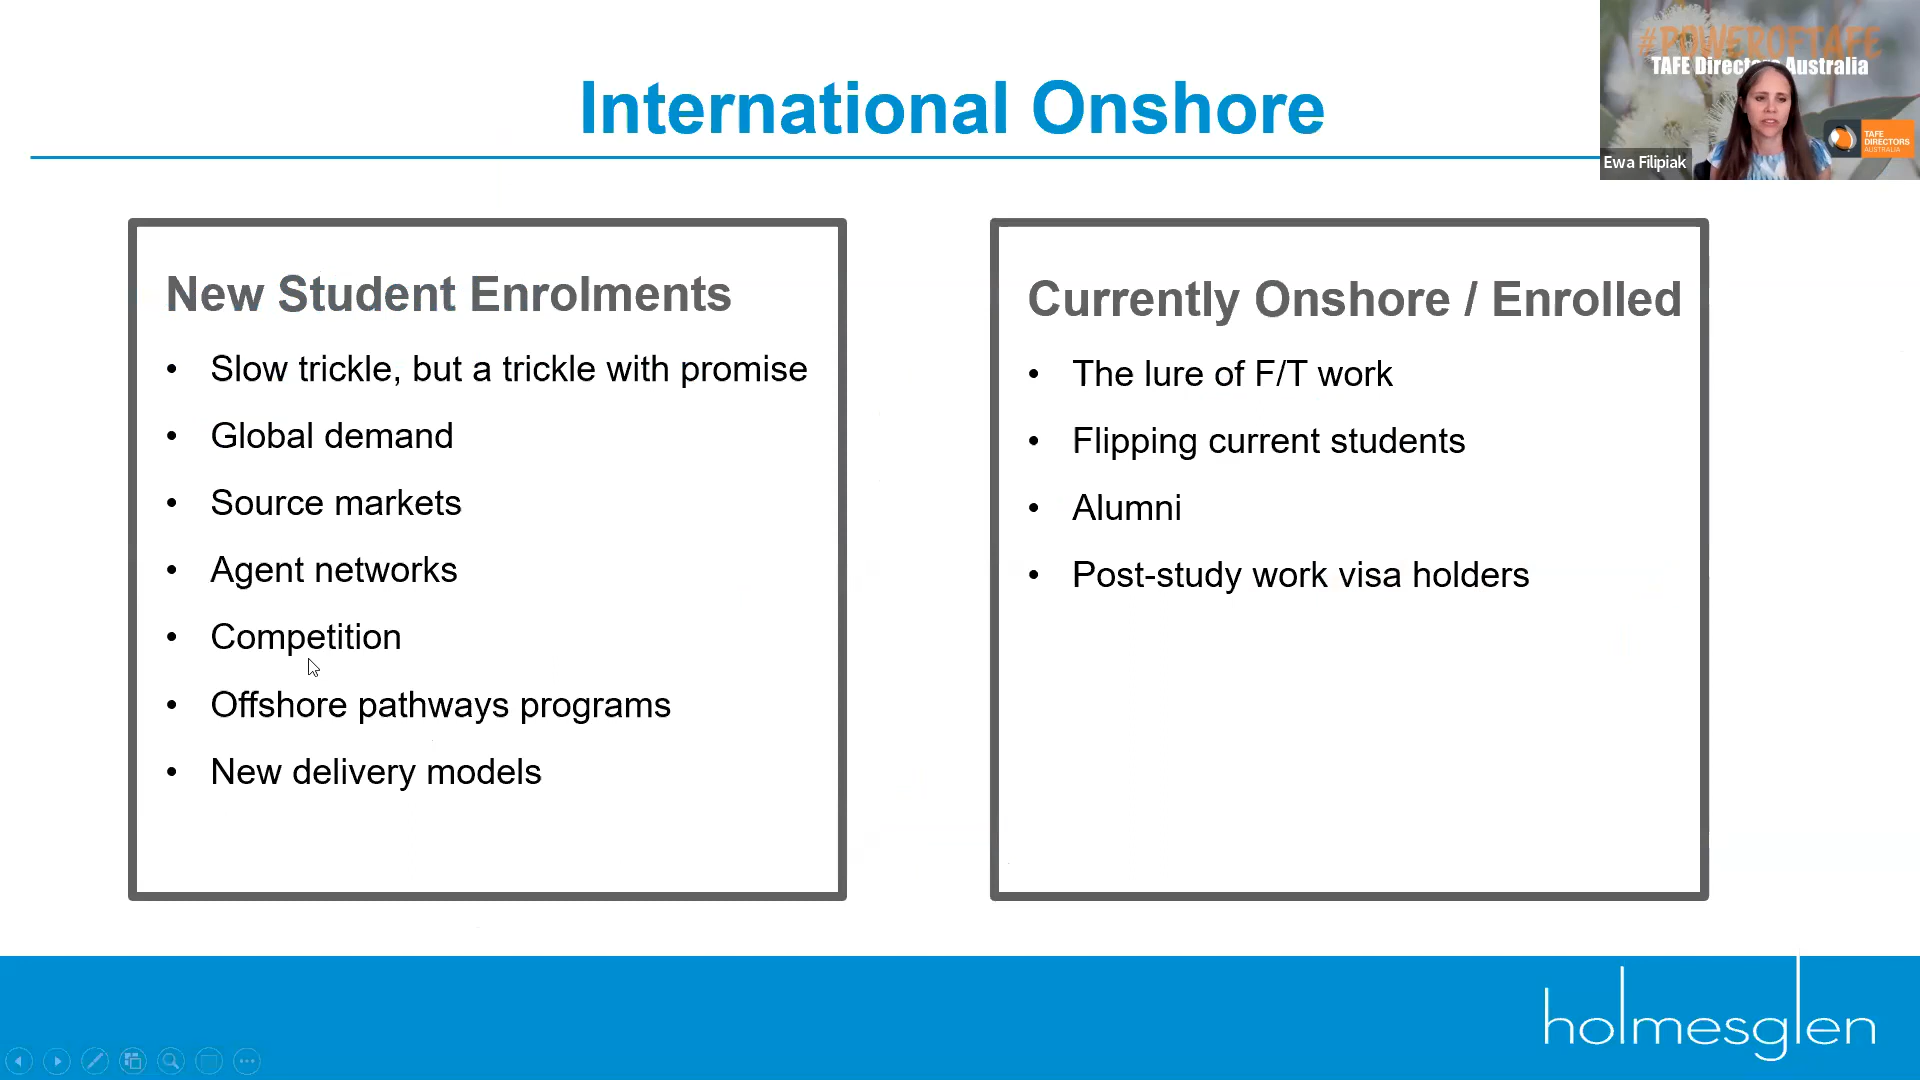 International Onshore
#POWEROFTAFE
TAFE Directors Australia
TAFE
DIRECTORS
AUSTRALIA
Ewa Filipiak
New Student Enrolments
• Slow trickle, but a trickle with promise
• Global demand
• Source markets
• Agent networks
• Competition
• Offshore pathways programs
• New delivery models
Currently Onshore / Enrolled
• The lure of F/T work
• Flipping current students
• Alumni
• Post-study work visa holders
holmesglen